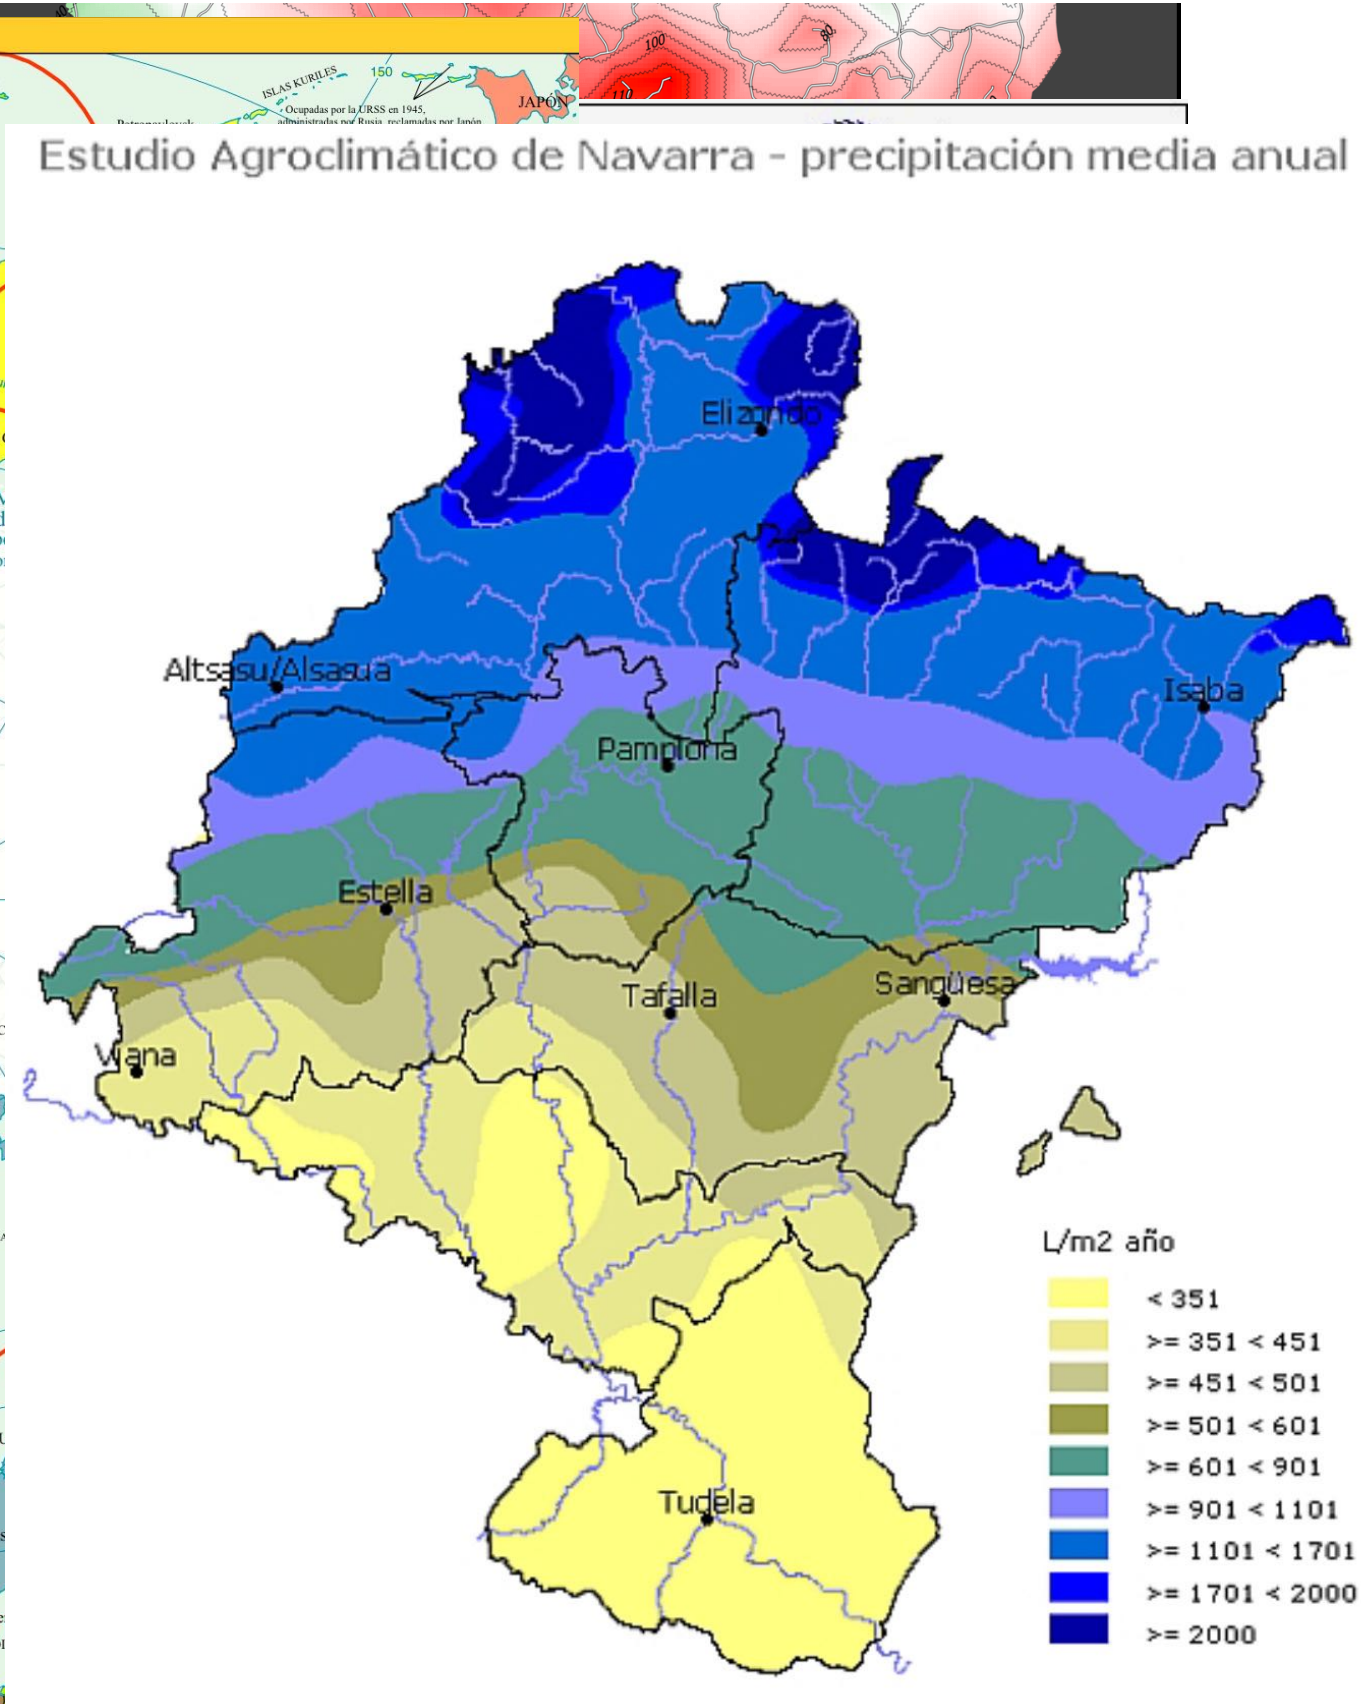 100
80
110
ISLAS KURILES
150
JAPÓN
Ocupadas por la URSS en 1945,
administradas por Rusia, reclamadas por Japón
Estudio Agroclimático de Navarra - precipitación media anual
Elizondo
Altsasu/Alsasua
Isaba
Pamplona
Estella
Tafalla
Sangüesa
Viana
Tudela
L/m2 año
< 351
>= 351 < 451
>= 451 < 501
>= 501 < 601
>= 601 < 901
>= 901 < 1101
>= 1101 < 1701
>= 1701 < 2000
>= 2000